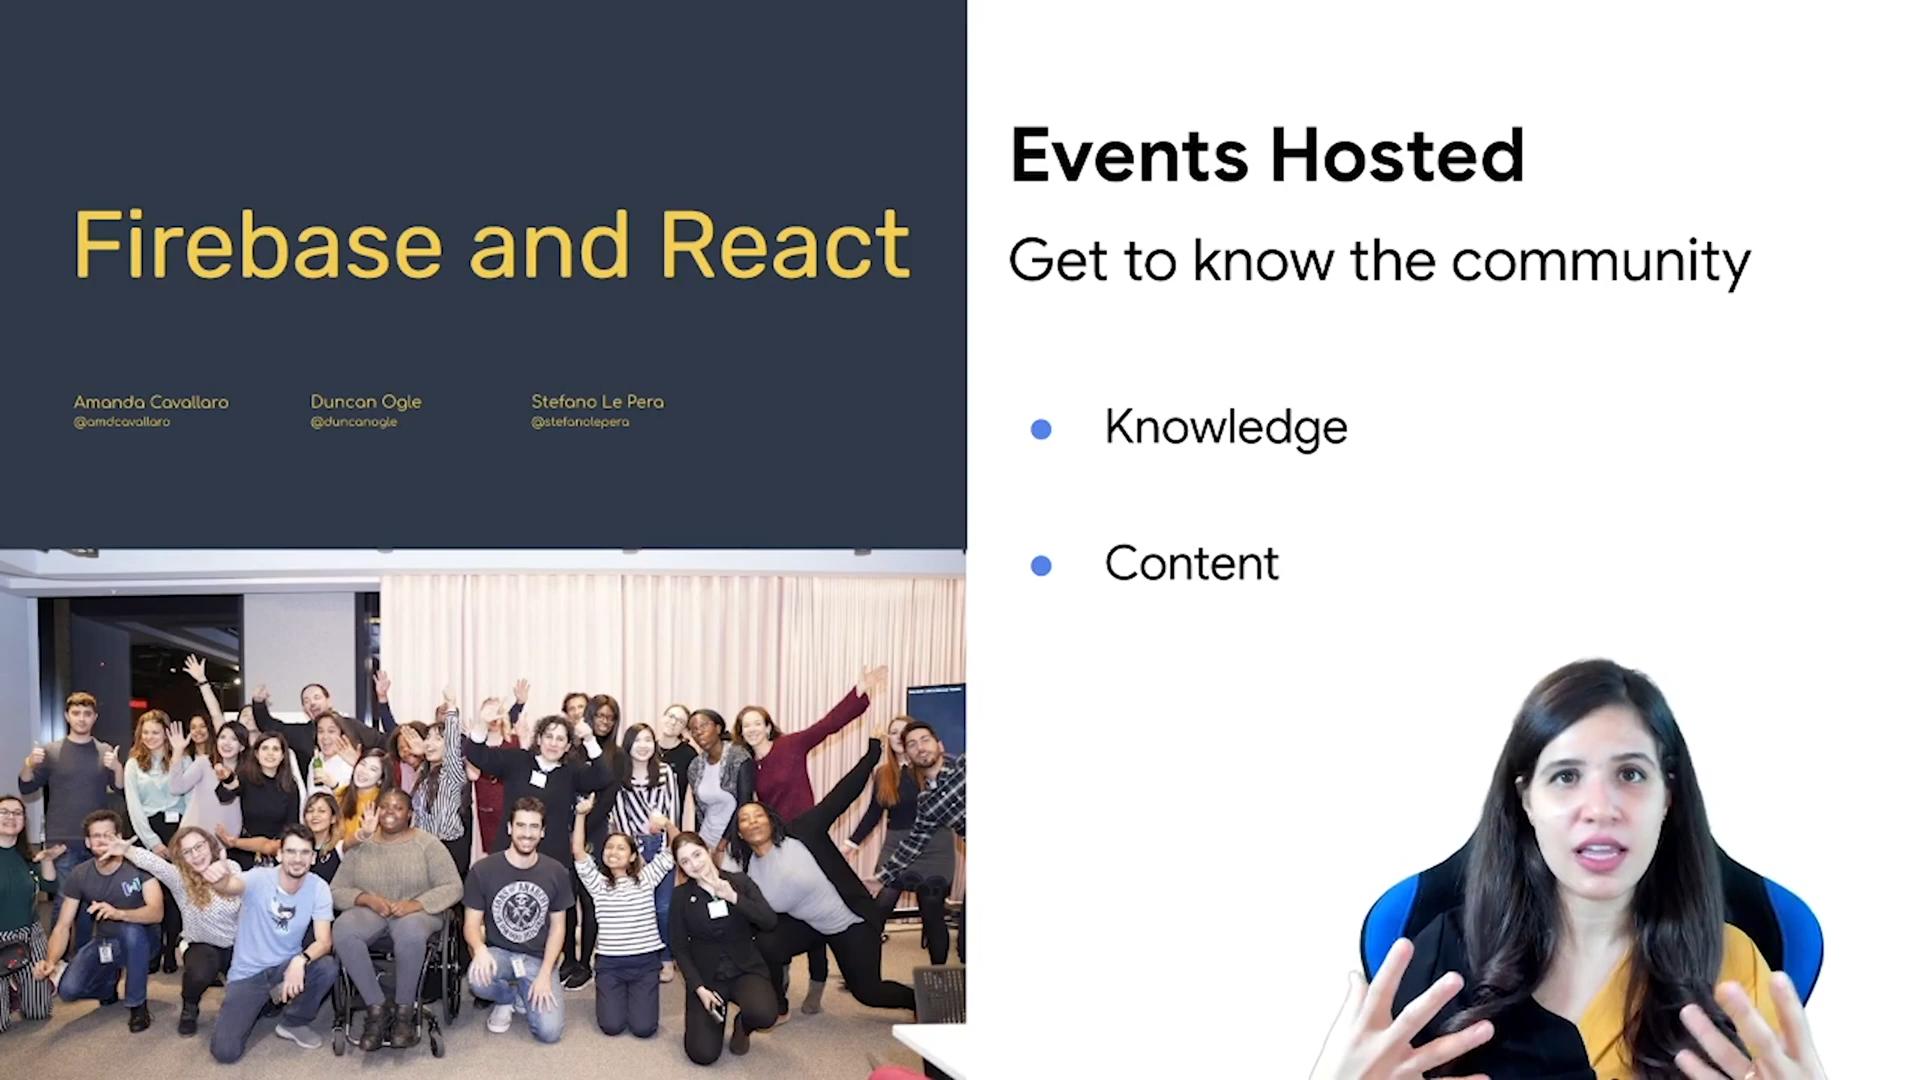 Firebase and React
Amanda Cavallaro
@amdcavallaro
Duncan Ogle
@duncanogle
Stefano Le Pera
@stefanolepera
Events Hosted
Get to know the community
Knowledge
Content